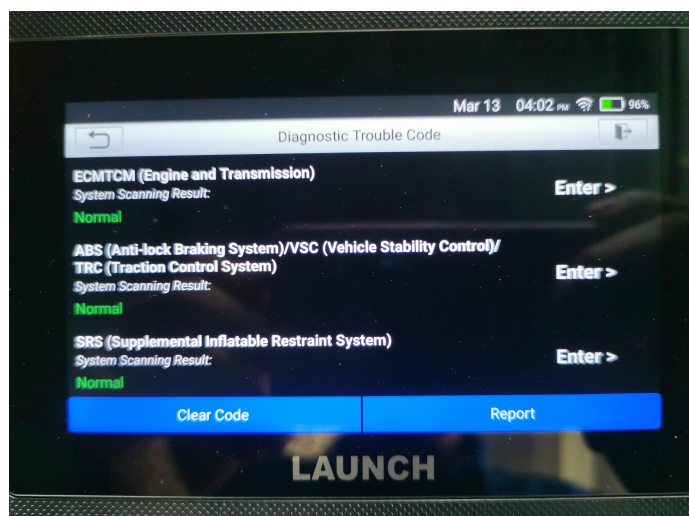 Mar 13 04:02 PM 96%
Diagnostic Trouble Code
ECMTCM (Engine and Transmission)
System Scanning Result:
Normal
Enter >
ABS (Anti-lock Braking System)/VSC (Vehicle Stability Control)/
TRC (Traction Control System)
System Scanning Result:
Normal
Enter >
SRS (Supplemental Inflatable Restraint System)
System Scanning Result:
Normal
Enter >
Clear Code
Report
LAUNCH